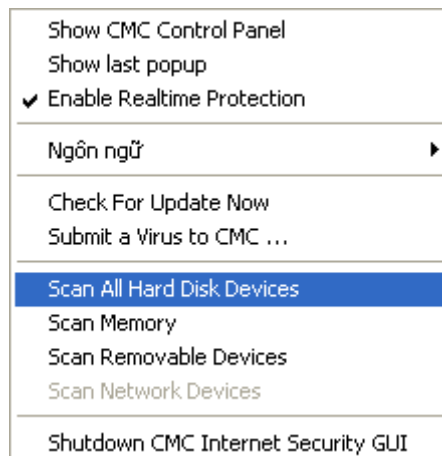 Show CMC Control Panel
Show last popup
Enable Realtime Protection
Ngôn ngữ
Check For Update Now
Submit a Virus to CMC ...
Scan All Hard Disk Devices
Scan Memory
Scan Removable Devices
Scan Network Devices
Shutdown CMC Internet Security GUI